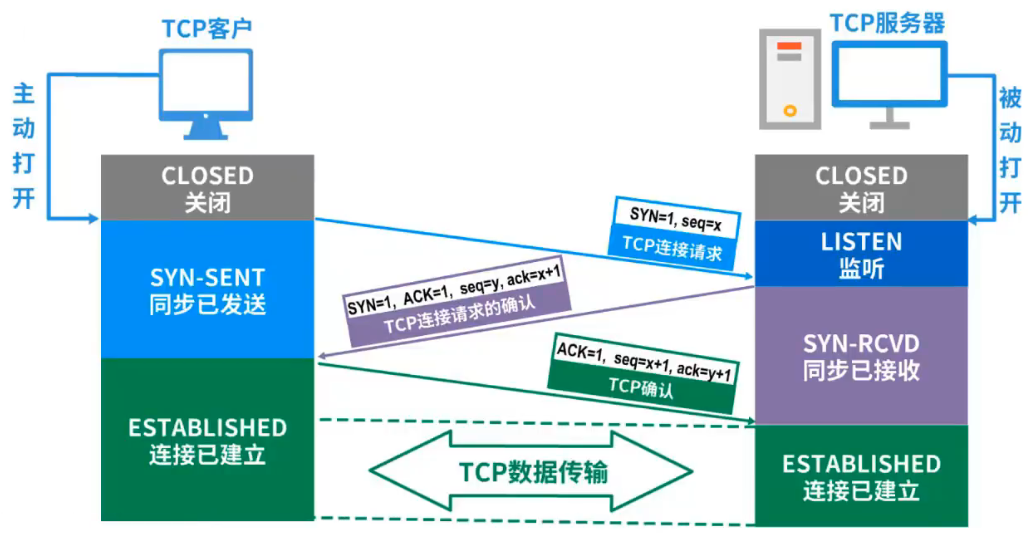 TCP客户
TCP服务器
主动打开
被动打开
CLOSED
关闭
CLOSED
关闭
SYN=1, seq=x
TCP连接请求
LISTEN
监听
SYN-SENT
同步已发送
SYN=1, ACK=1, seq=y, ack=x+1
TCP连接请求的确认
SYN-RCVD
同步已接收
ACK=1, seq=x+1, ack=y+1
TCP确认
ESTABLISHED
连接已建立
TCP数据传输
ESTABLISHED
连接已建立